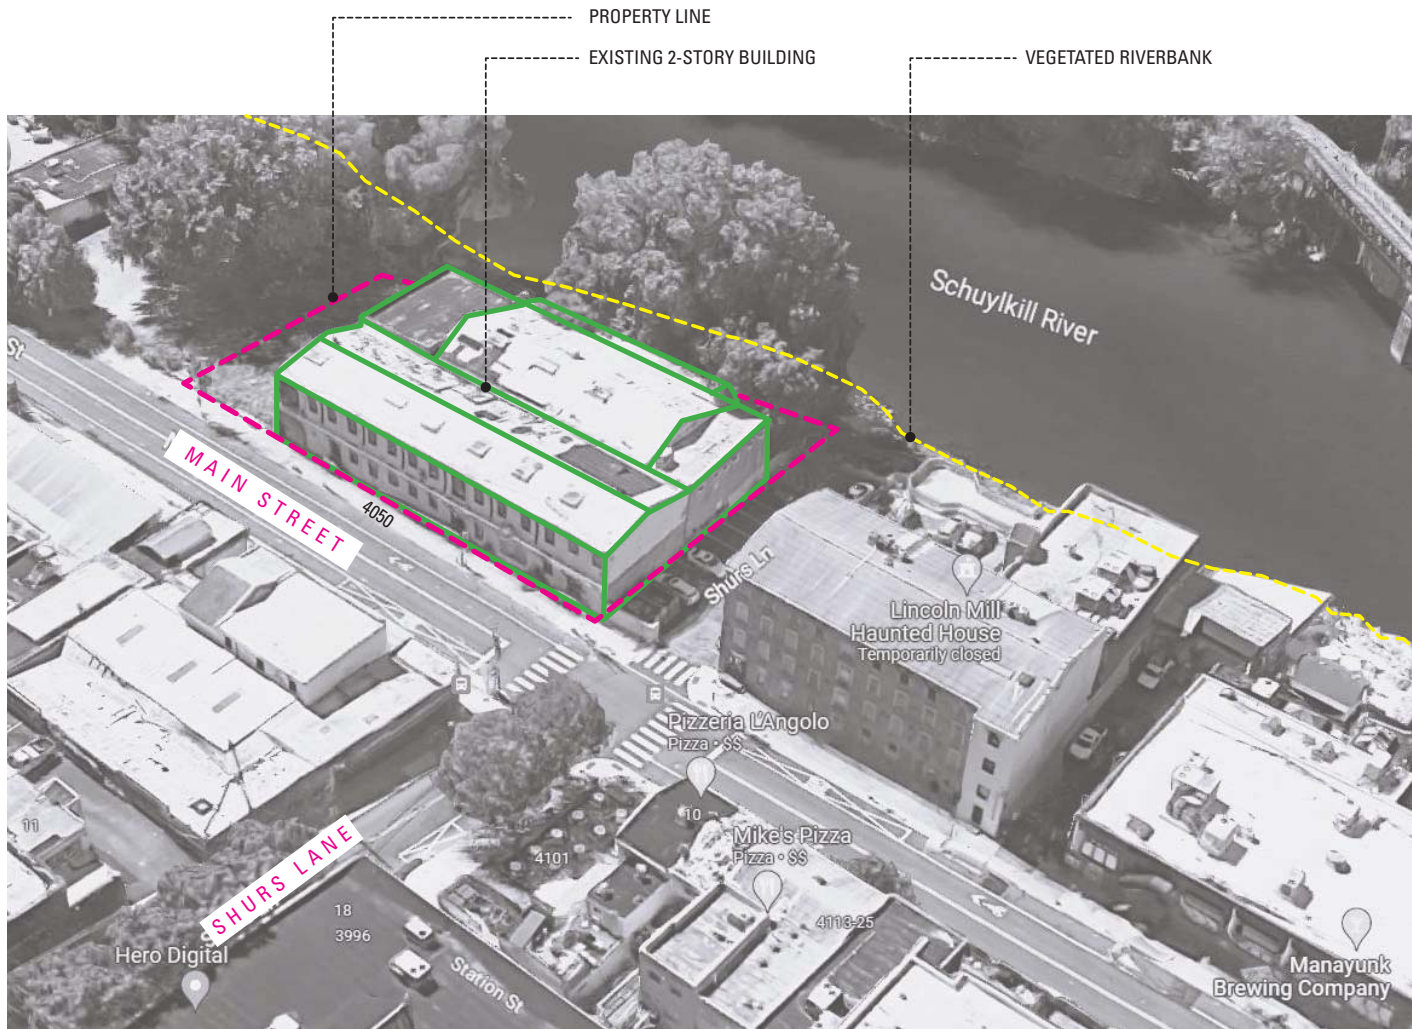 PROPERTY LINE
EXISTING 2-STORY BUILDING
VEGETATED RIVERBANK
Schuylkill River
St
MAIN STREET
4050
Shurs Ln
Lincoln Mill
Haunted House
Temporarily closed
Pizzeria L'Angolo
Pizza • $$
10
Mike's Pizza
Pizza • $$
11
4101
SHURS LANE
18
3996
4113-25
Hero Digital
Station St
Manayunk
Brewing Company